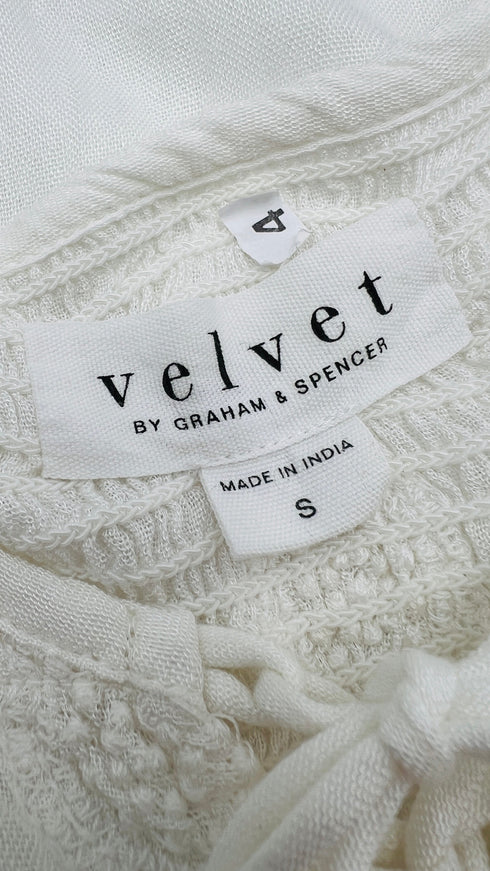 4
velvet
BY GRAHAM & SPENCER
MADE IN INDIA
S